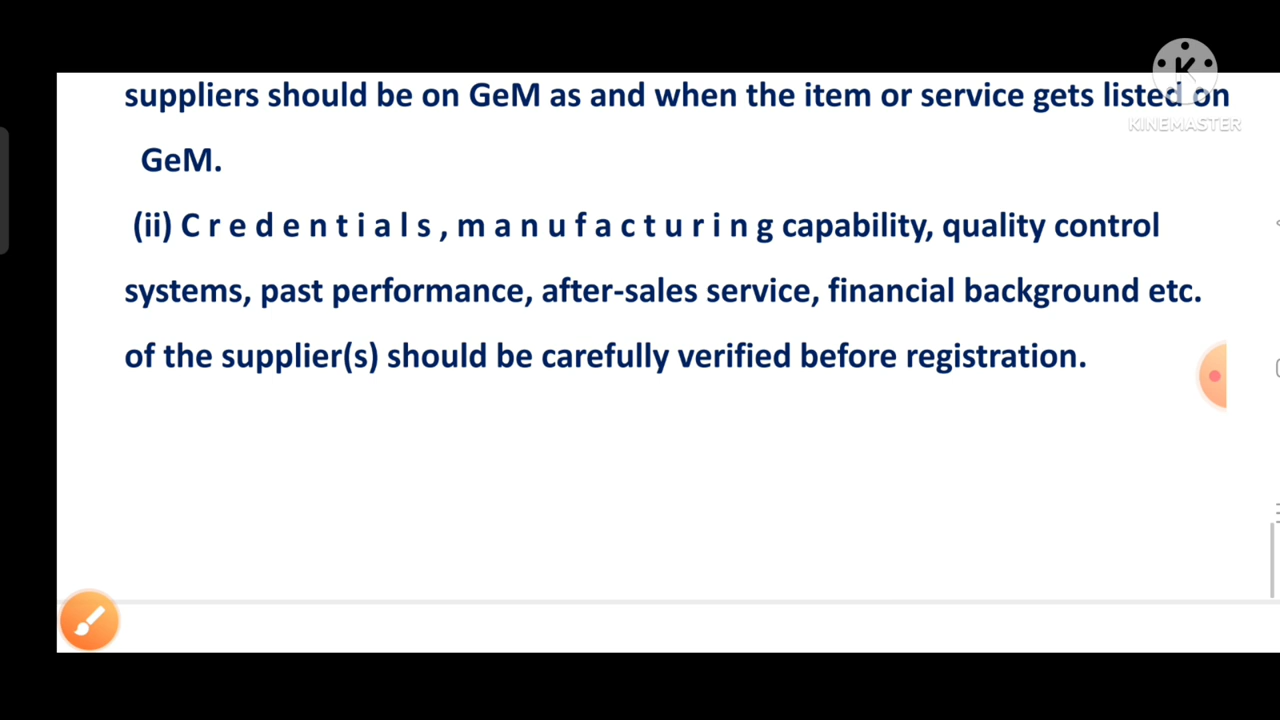 suppliers should be on GeM as and when the item or service gets listed on
GeM.
(ii) C r e d e n t i a l s , m a n u f a c t u r i n g capability, quality control
systems, past performance, after-sales service, financial background etc.
of the supplier(s) should be carefully verified before registration.
K
KINEMASTER